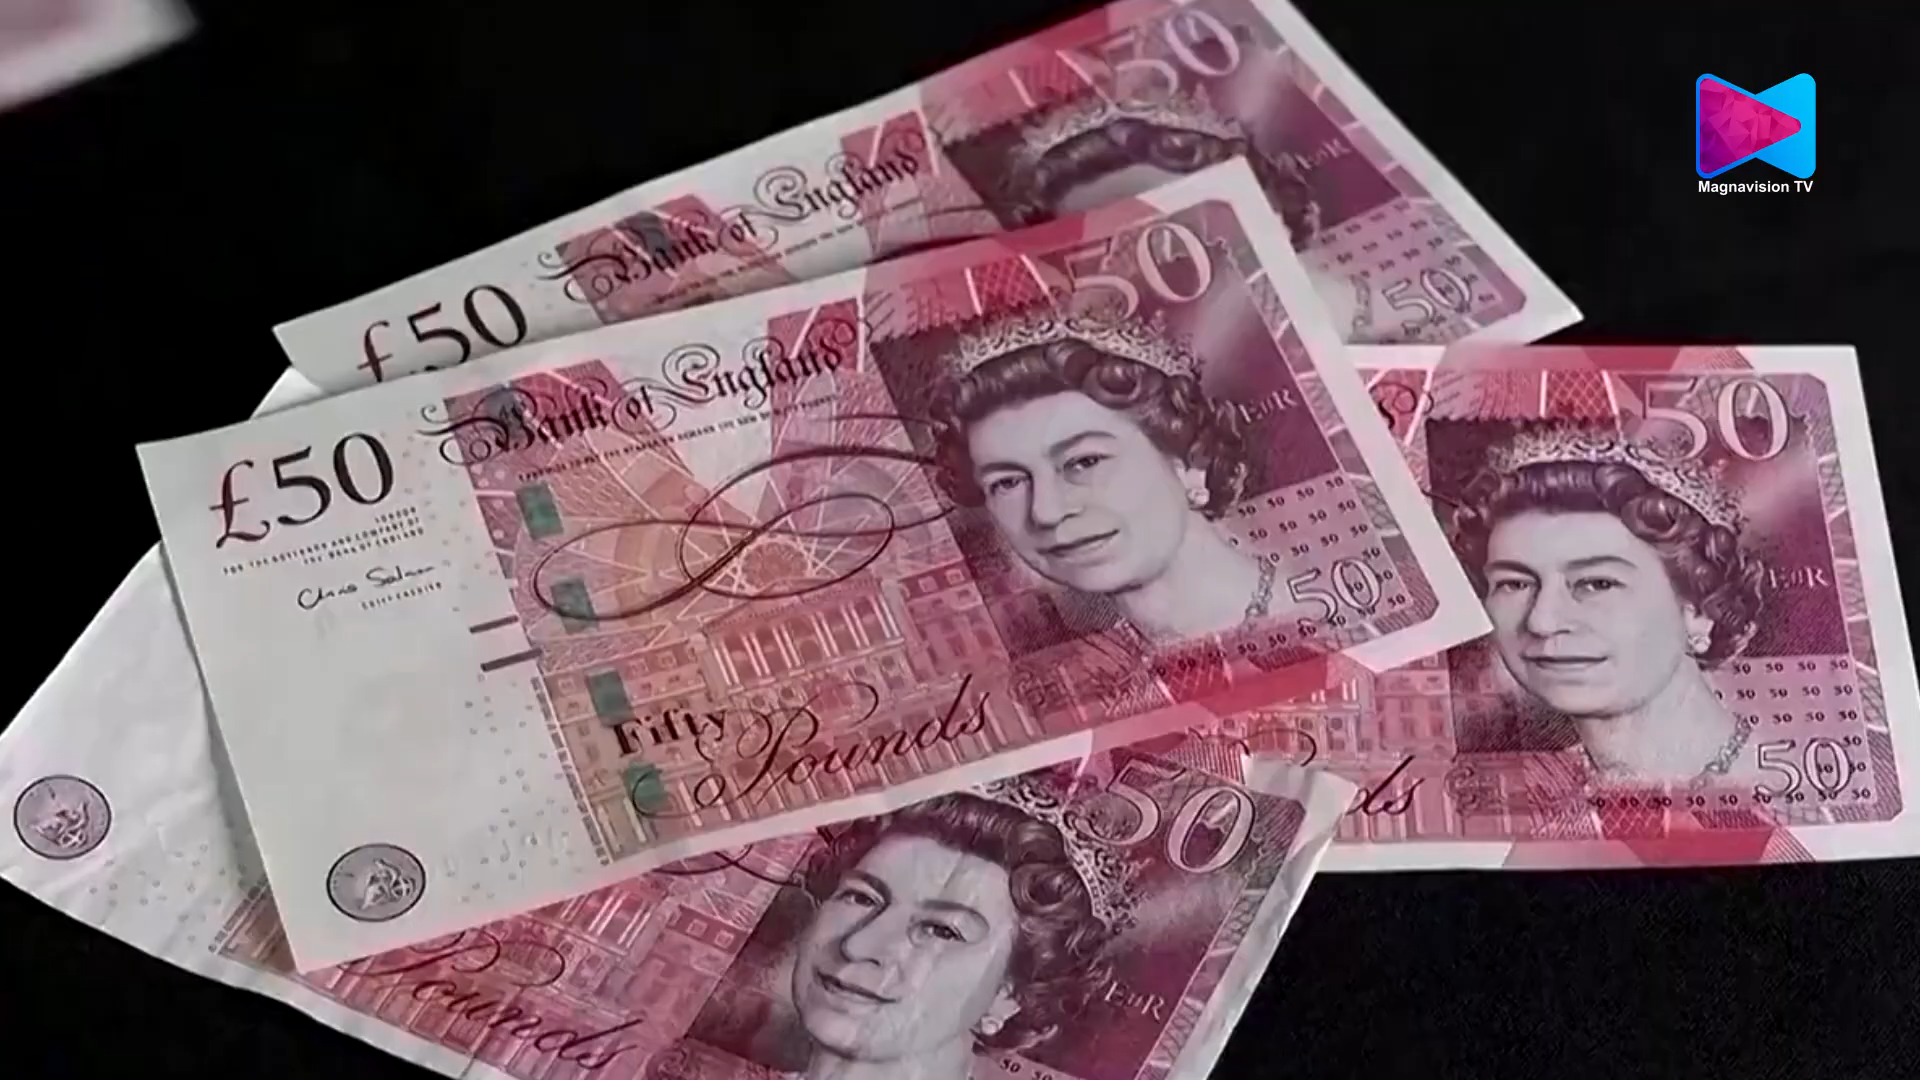 Magnavision TV
50
Bank of England
£50
50
50
Bank of England
EIIR
£50
LONDON
FOR THE GOVERNOR AND COMPANY OF
THE BANK OF ENGLAND
CHIEF CASHIER
50
Fifty
Pounds
50
EIIR
50
ds
50
EIIR
Pounds